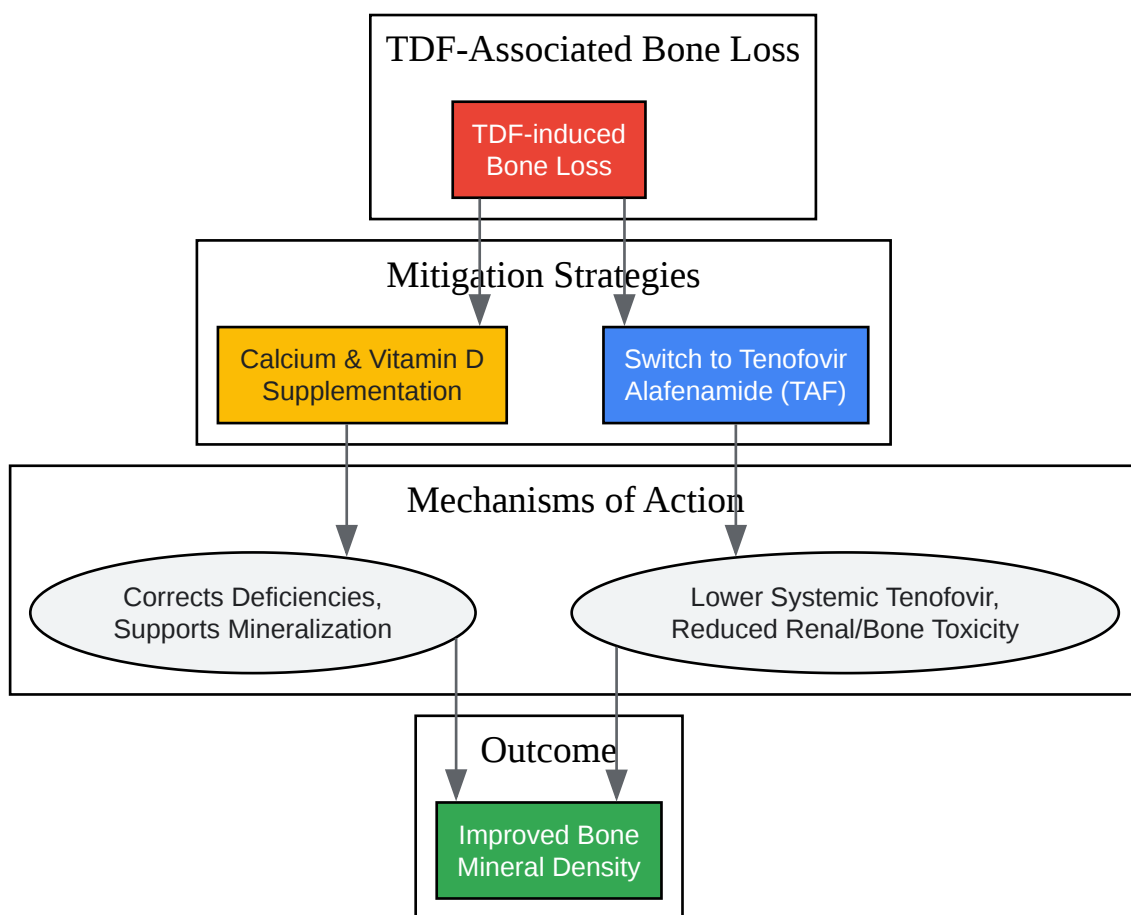 TDF-Associated Bone Loss
TDF-induced
Bone Loss
Mitigation Strategies
Calcium & Vitamin D
Supplementation
Switch to Tenofovir
Alafenamide (TAF)
Mechanisms of Action
Corrects Deficiencies,
Supports Mineralization
Lower Systemic Tenofovir,
Reduced Renal/Bone Toxicity
Outcome
Improved Bone
Mineral Density